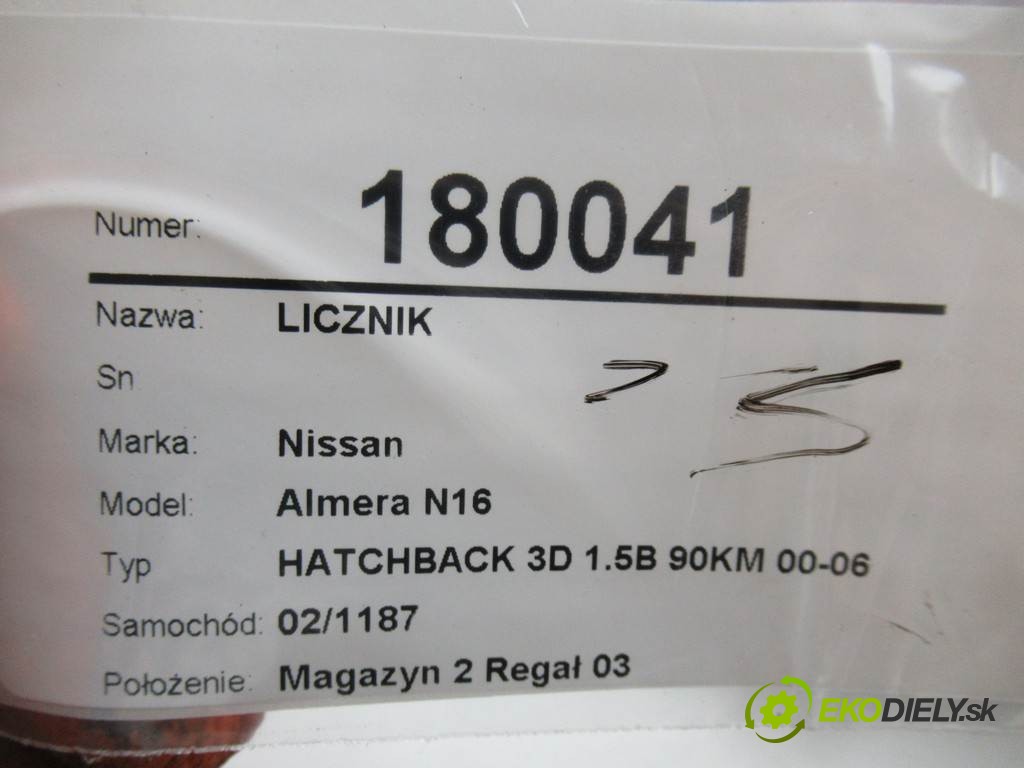 Numer: 180041
Nazwa: LICZNIK
Sn
Marka: Nissan
Model: Almera N16
Typ HATCHBACK 3D 1.5B 90KM 00-06
Samochód: 02/1187
Położenie: Magazyn 2 Regał 03
EKODIELY.sk